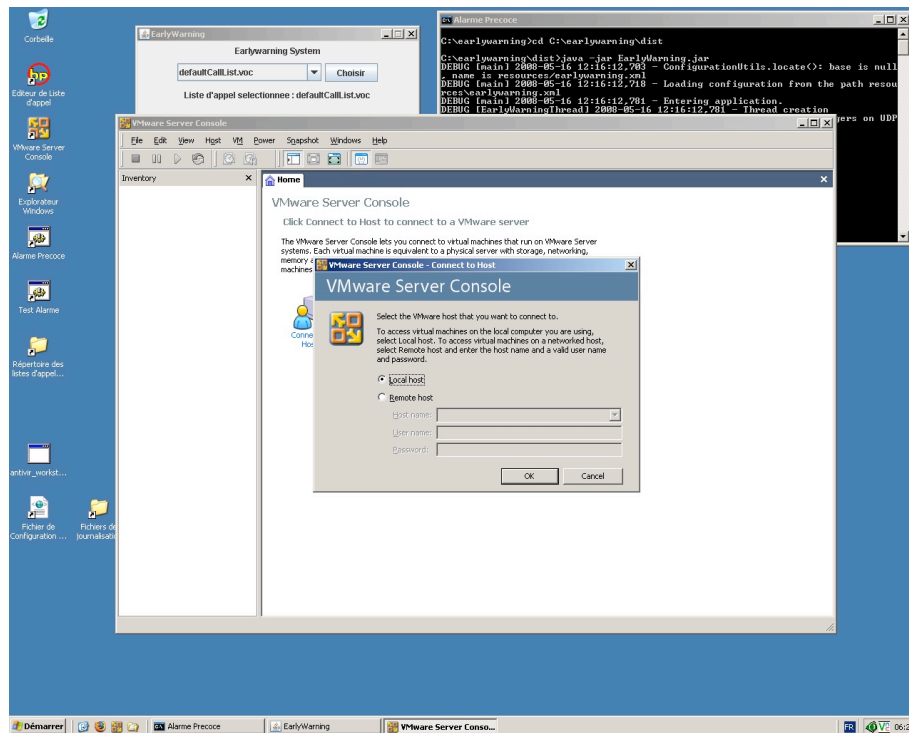 Corbeille
Editeur de Liste
d'appel
VMware Server
Console
Explorateur
Windows
Alarme Precoce
Test Alarme
Répertoire des
listes d'appel...
antivir_workst...
Fichier de
Configuration ...
Fichiers de
journalisatio
EarlyWarning
Earlywarning System
defaultCallList.voc
Choisir
Liste d'appel selectionnee : defaultCallList.voc
Alarme Precoce
C:\earlywarning>cd C:\earlywarning\dist
C:\earlywarning\dist>java -jar EarlyWarning.jar
DEBUG [main] 2008-05-16 12:16:12,703 - ConfigurationUtils.locate(): base is null
, name is resources/earlywarning.xml
DEBUG [main] 2008-05-16 12:16:12,718 - Loading configuration from the path resou
rces\earlywarning.xml
DEBUG [main] 2008-05-16 12:16:12,781 - Entering application.
DEBUG [EarlyWarningThread] 2008-05-16 12:16:12,781 - Thread creation
gers on UDP
VMware Server Console
File Edit View Host VM Power Snapshot Windows Help
Inventory
Home
VMware Server Console
Click Connect to Host to connect to a VMware server
The VMware Server Console lets you connect to virtual machines that run on VMware Server
systems. Each virtual machine is equivalent to a physical server with storage, networking,
memory
machines
Conne
Hos
VMware Server Console - Connect to Host
VMware Server Console
Select the VMware host that you want to connect to.
To access virtual machines on the local computer you are using,
select Local host. To access virtual machines on a networked host,
select Remote host and enter the host name and a valid user name
and password.
Local host
Remote host
Host name:
User name:
Password:
OK Cancel
Démarrer
Alarme Precoce
EarlyWarning
VMware Server Conso...
FR
06:2